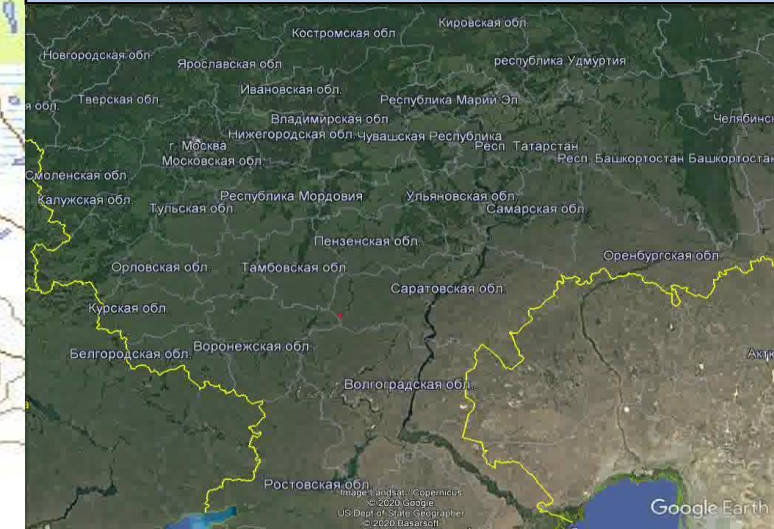 Кировская обл.
Костромская обл
Новгородская обл.
Ярославская обл
республика Удмуртия
Ивановская обл.
Тверская обл
Республика Марий Эл
Владимирская обл
Челябинск
Нижегородская обл.
Чувашская Республика
г Москва
Респ Татарстан
Московская обл.
Респ. Башкортостан Башкортостан
Смоленская обл.
Калужская обл.
Республика Мордовия
Ульяновская обл.
Тульская обл.
Самарская обл.
Пензенская обл.
Оренбургская обл.
Орловская обл.
Тамбовская обл
Саратовская обл.
Курская обл.
Воронежская обл.
Белгородская обл.
Волгоградская обл.
Ростовская обл.
Image Landsat / Copernicus
© 2020 Google
US Dept of State Geographer
© 2020 Basarsoft
Google Earth